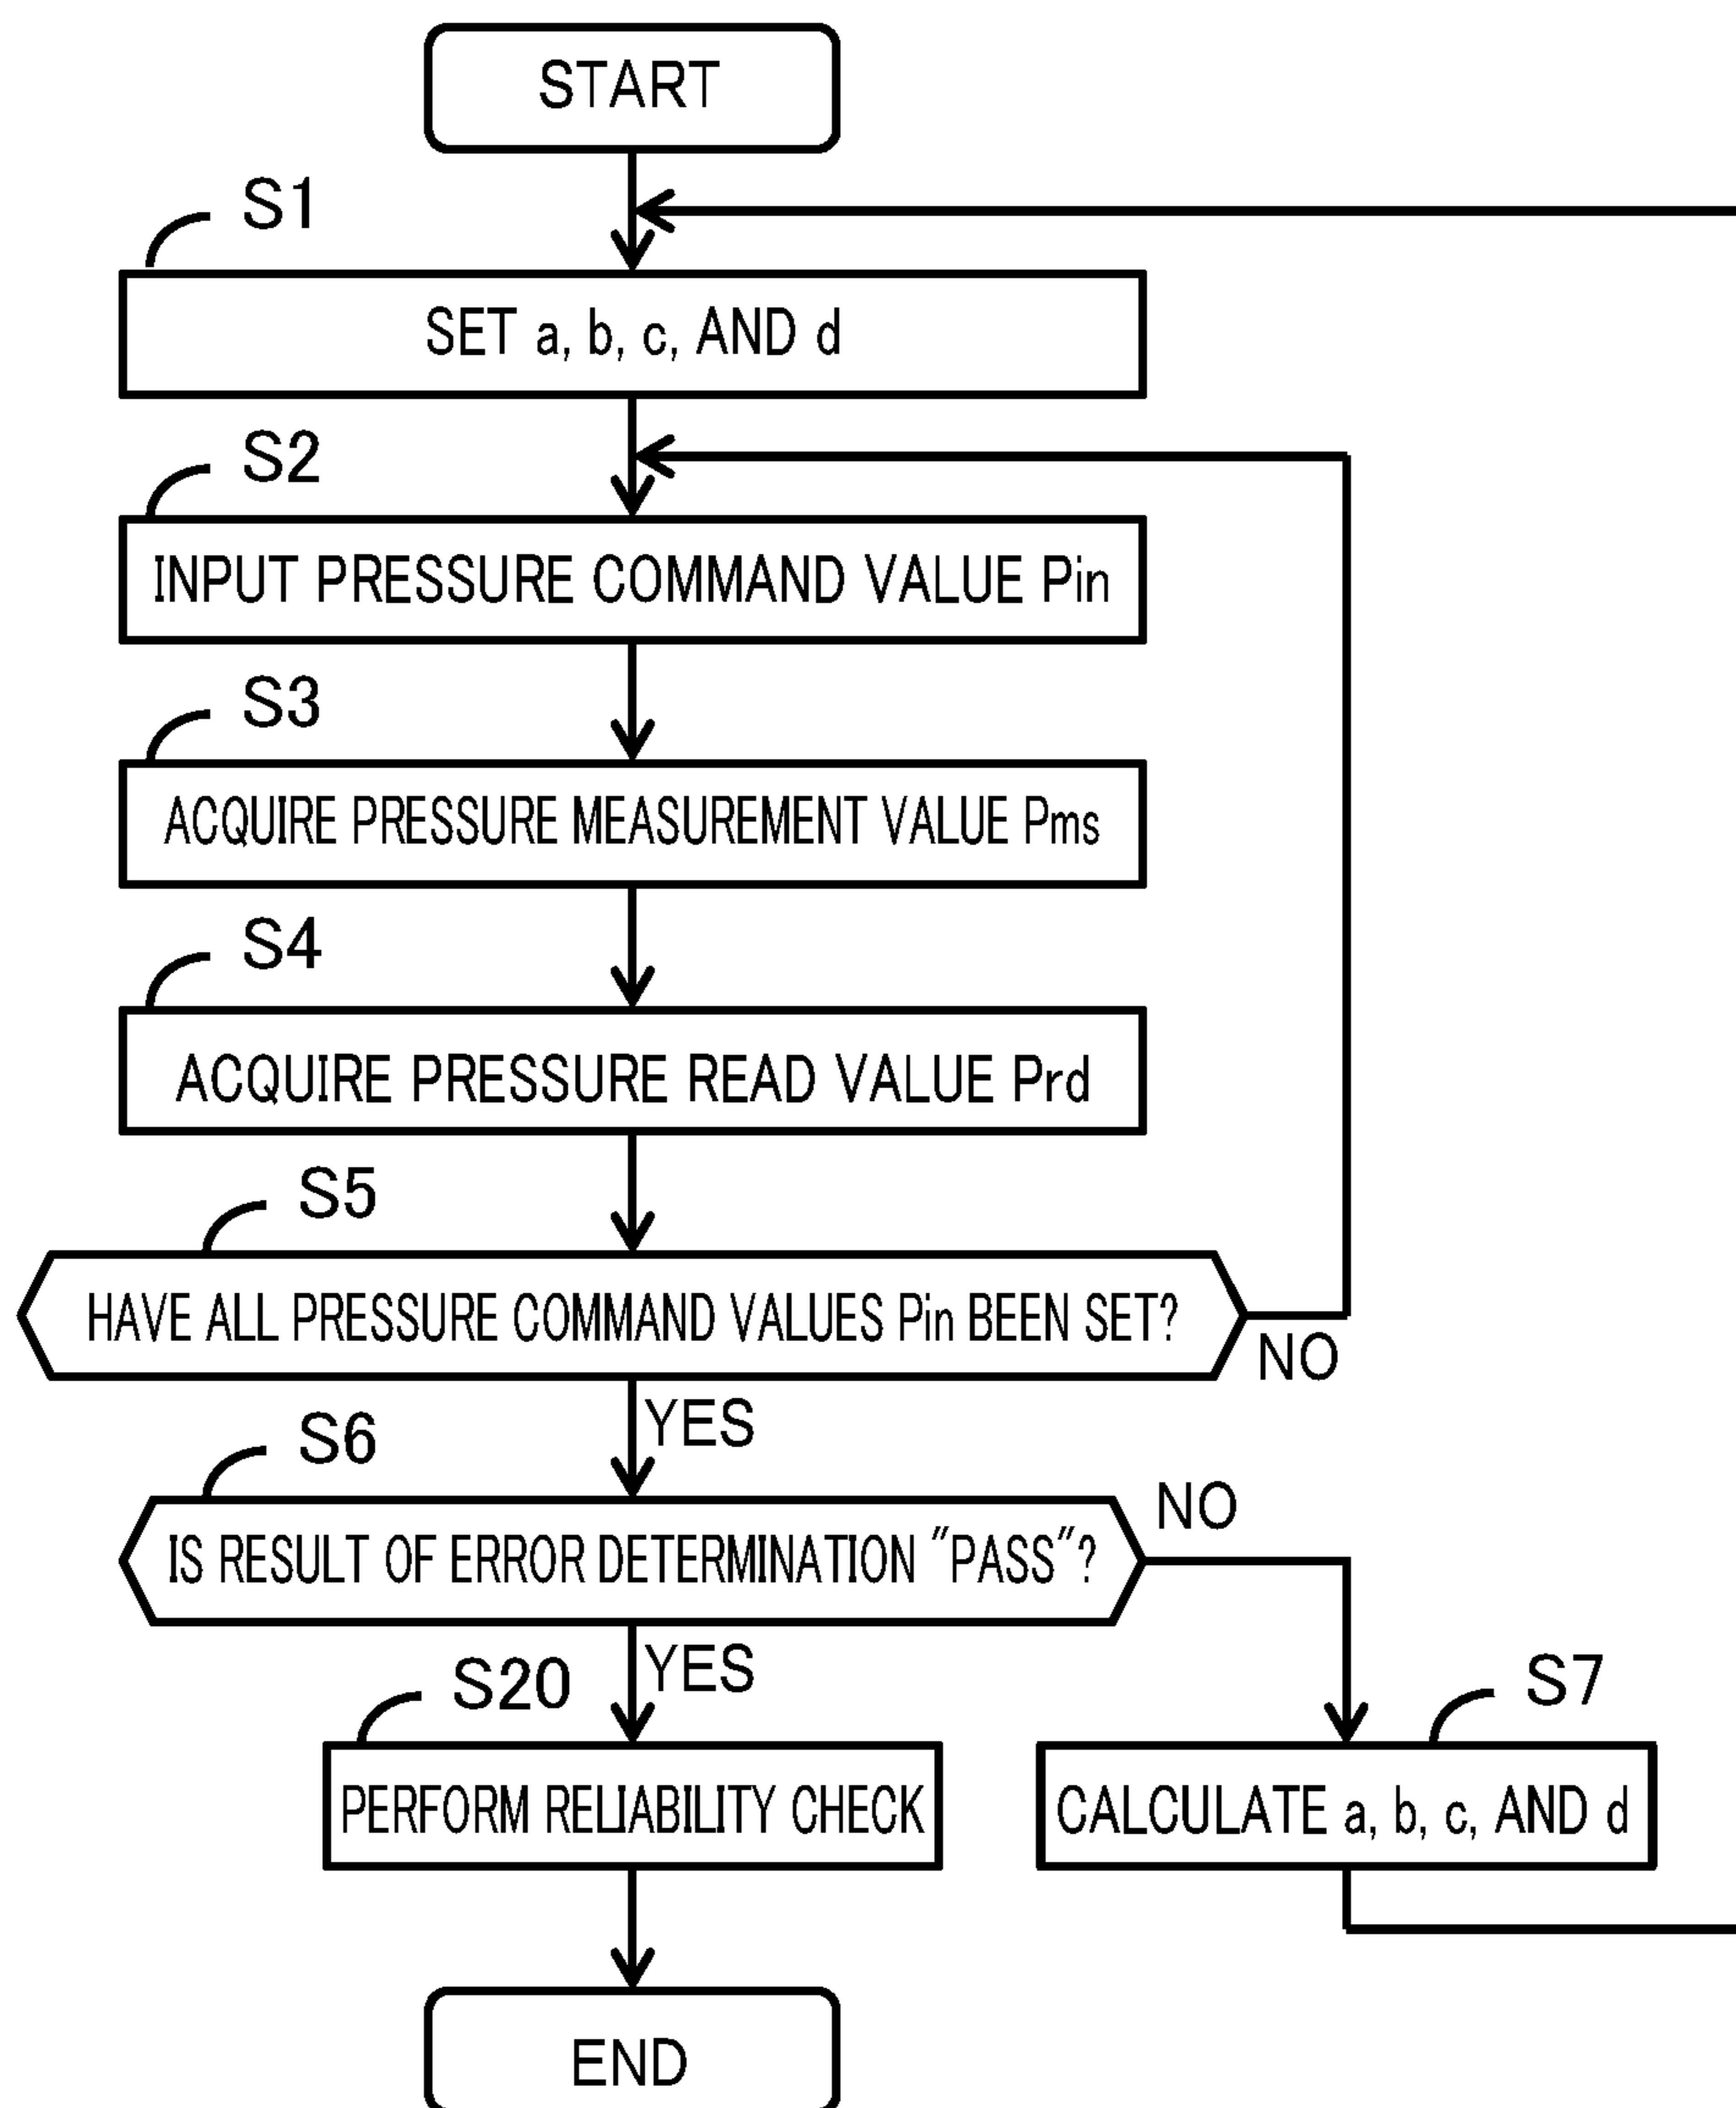 START
S1
SET a, b, c, AND d
S2
INPUT PRESSURE COMMAND VALUE Pin
S3
ACQUIRE PRESSURE MEASUREMENT VALUE Pms
S4
ACQUIRE PRESSURE READ VALUE Prd
S5
HAVE ALL PRESSURE COMMAND VALUES Pin BEEN SET?
NO
YES
S6
IS RESULT OF ERROR DETERMINATION "PASS"?
NO
YES
S20
PERFORM RELIABILITY CHECK
S7
CALCULATE a, b, c, AND d
END